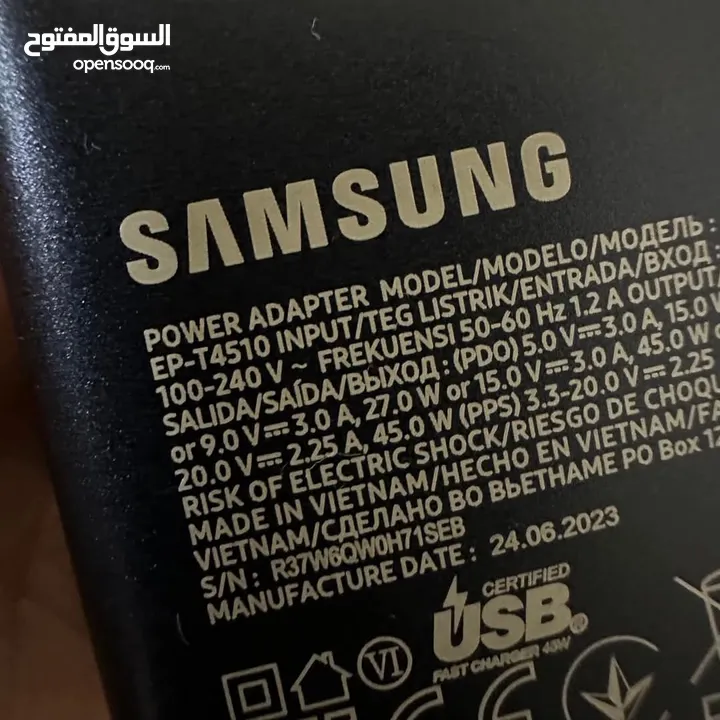 السوق المفتوح
opensooq.com
SAMSUNG
POWER ADAPTER MODEL/MODELO/МОДЕЛЬ :
EP-T4510 INPUT/TEG LISTRIK/ENTRADA/ВХОД :
100-240 V ~ FREKUENSI 50-60 Hz 1.2 A OUTPUT/
SALIDA/SAÍDA/ВЫХОД : (PDO) 5.0 V⎓3.0 A, 15.0
or 9.0 V⎓3.0 A, 27.0 W or 15.0 V⎓3.0 A, 45.0 W
20.0 V⎓ 2.25 A, 45.0 W (PPS) 3.3-20.0 V⎓ 2.25
RISK OF ELECTRIC SHOCK/RIESGO DE CHOQU
MADE IN VIETNAM/HECHO EN VIETNAM/FA
VIETNAM/СДЕЛАНО ВО ВЬЕТНАМЕ PO Box 12
S/N : R37W6QW0H71SEB
MANUFACTURE DATE : 24.06.2023
CERTIFIED
USB®
FAST CHARGER 45W
VI